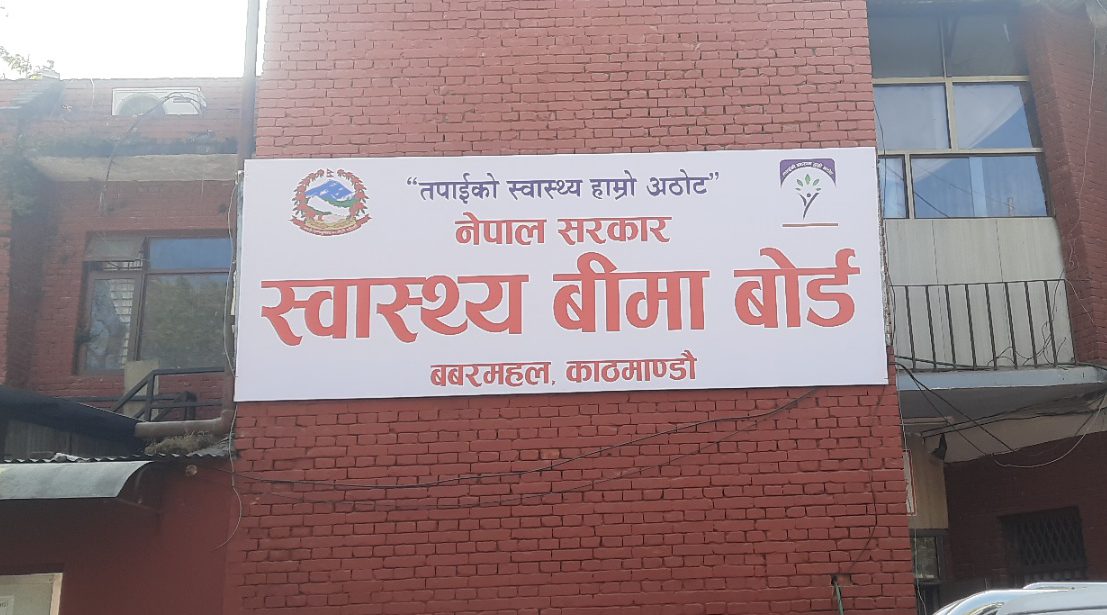 “तपाईको स्वास्थ्य हाम्रो अठोट”
नेपाल सरकार
स्वास्थ्य बीमा बोर्ड
बबरमहल, काठमाण्डौ